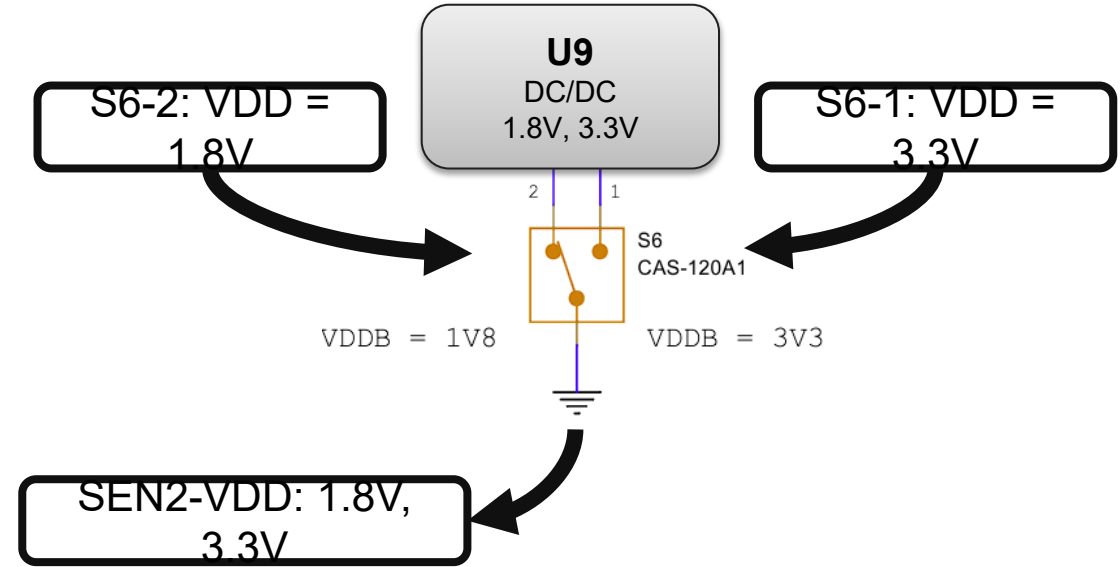 U9
DC/DC
1.8V, 3.3V
S6-2: VDD =
1.8V
S6-1: VDD =
3.3V
2
1
S6
CAS-120A1
VDDB = 1V8
VDDB = 3V3
SEN2-VDD: 1.8V,
3.3V